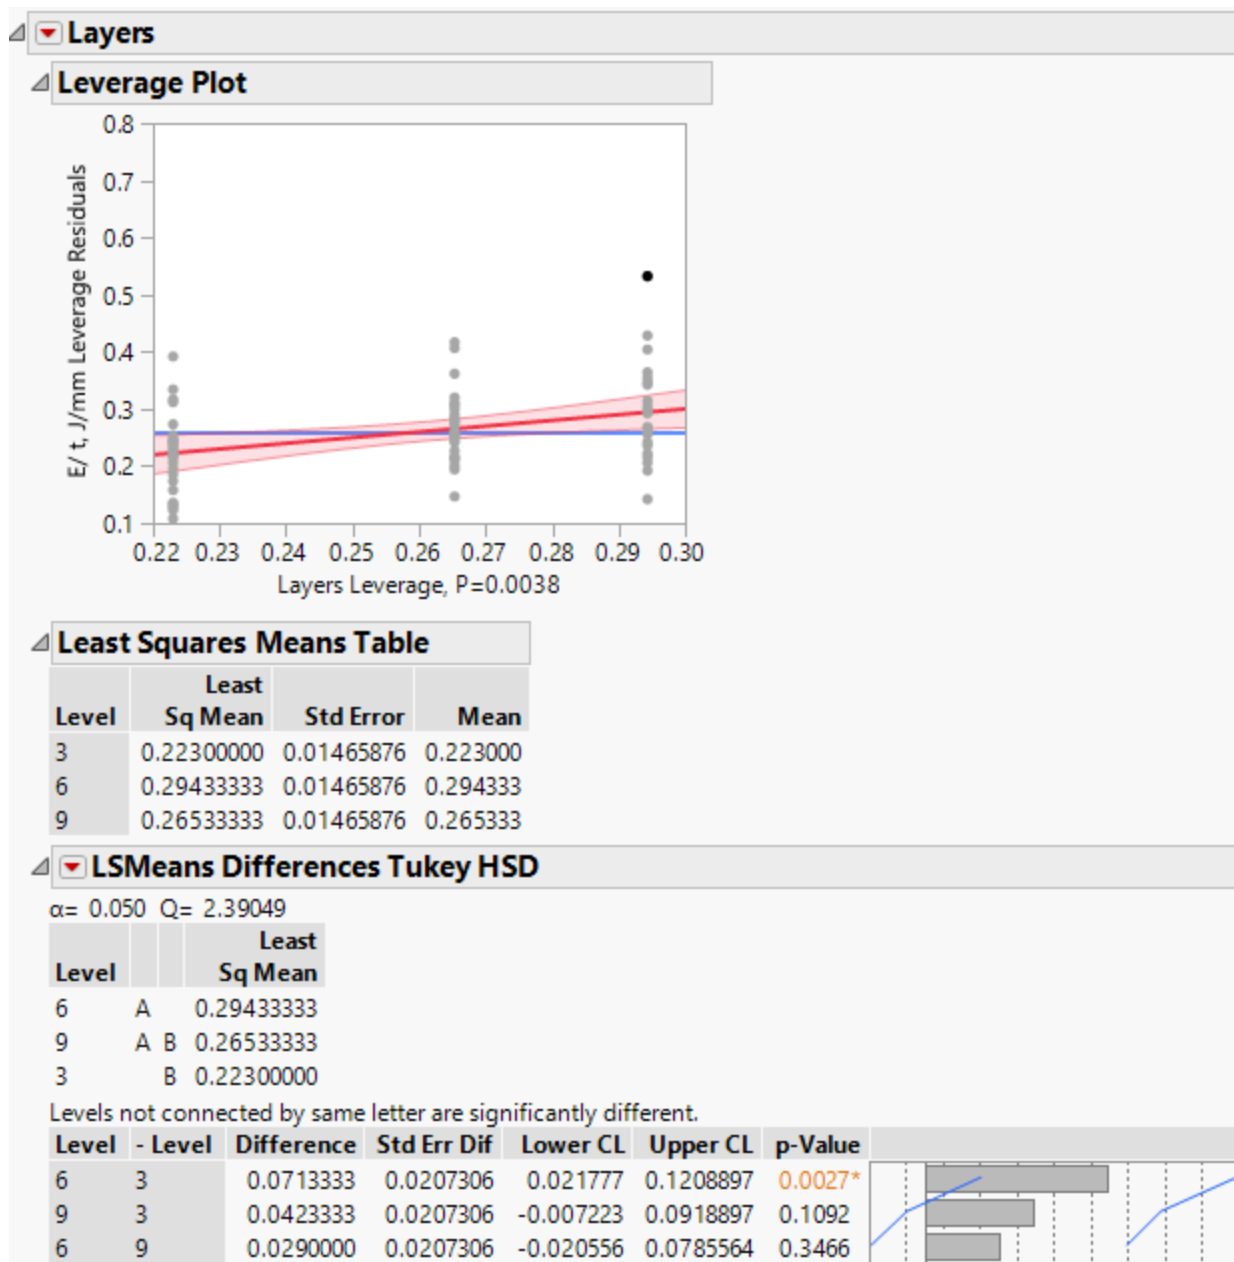 Layers
Leverage Plot
0.8
0.7
0.6
0.5
0.4
0.3
0.2
0.1
E/ t, J/mm Leverage Residuals
0.22 0.23 0.24 0.25 0.26 0.27 0.28 0.29 0.30
Layers Leverage, P=0.0038
Least Squares Means Table
Least
Level Sq Mean Std Error Mean
3 0.22300000 0.01465876 0.223000
6 0.29433333 0.01465876 0.294333
9 0.26533333 0.01465876 0.265333
LSMeans Differences Tukey HSD
α= 0.050 Q= 2.39049
Least
Level Sq Mean
6 A 0.29433333
9 A B 0.26533333
3 B 0.22300000
Levels not connected by same letter are significantly different.
Level - Level Difference Std Err Dif Lower CL Upper CL p-Value
6 3 0.0713333 0.0207306 0.021777 0.1208897 0.0027*
9 3 0.0423333 0.0207306 -0.007223 0.0918897 0.1092
6 9 0.0290000 0.0207306 -0.020556 0.0785564 0.3466